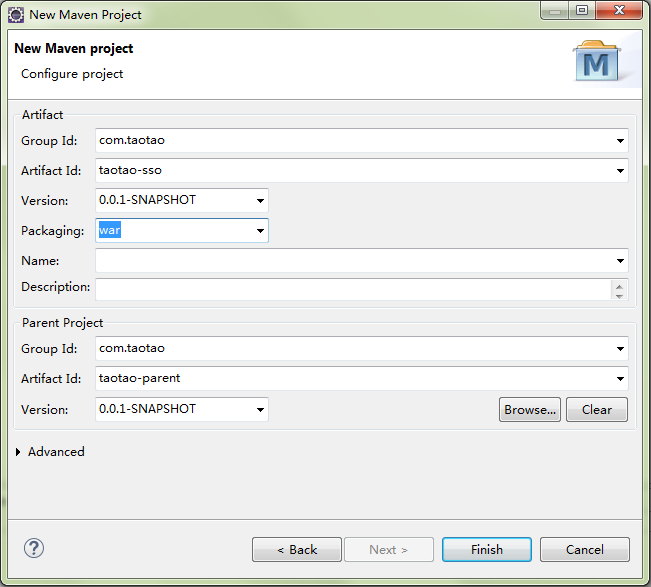 New Maven Project
New Maven project
Configure project
M
Artifact
Group Id: com.taotao
Artifact Id: taotao-sso
Version: 0.0.1-SNAPSHOT
Packaging: war
Name:
Description:
Parent Project
Group Id: com.taotao
Artifact Id: taotao-parent
Version: 0.0.1-SNAPSHOT Browse... Clear
Advanced
? < Back Next > Finish Cancel